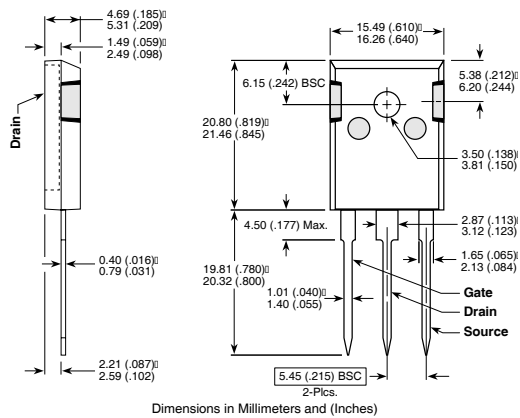 4.69 (.185)▯
5.31 (.209)
1.49 (.059)▯
2.49 (.098)
15.49 (.610)▯
16.26 (.640)
6.15 (.242) BSC
5.38 (.212)▯
6.20 (.244)
Drain
20.80 (.819)▯
21.46 (.845)
3.50 (.138)▯
3.81 (.150)
4.50 (.177) Max.
2.87 (.113)▯
3.12 (.123)
0.40 (.016)▯
0.79 (.031)
19.81 (.780)▯
20.32 (.800)
1.65 (.065)▯
2.13 (.084)
1.01 (.040)▯
1.40 (.055)
Gate
Drain
Source
2.21 (.087)▯
2.59 (.102)
5.45 (.215) BSC
2-Plcs.
Dimensions in Millimeters and (Inches)